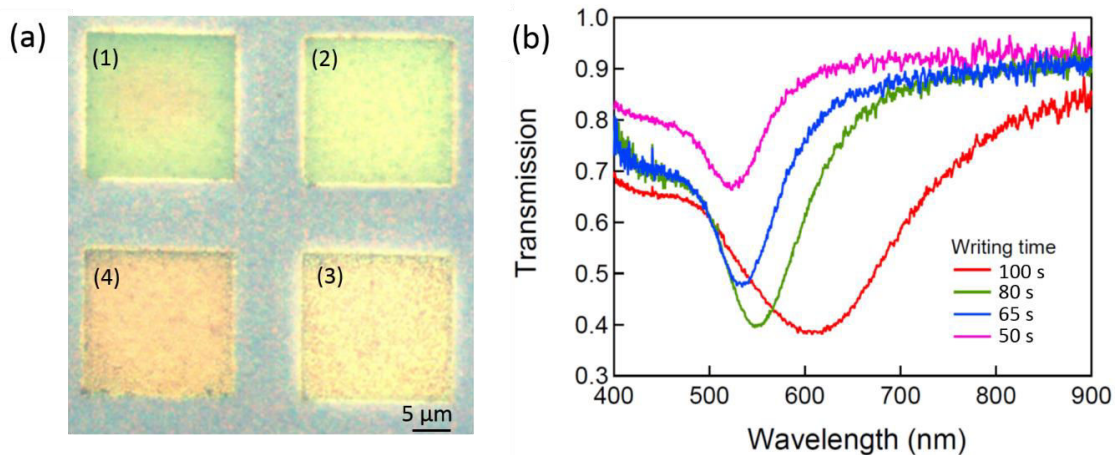 (a)
(1)
(2)
(4)
(3)
5 μm
(b)
1.0
0.9
0.8
0.7
0.6
0.5
0.4
0.3
Transmission
400 500 600 700 800 900
Wavelength (nm)
Writing time
100 s
80 s
65 s
50 s